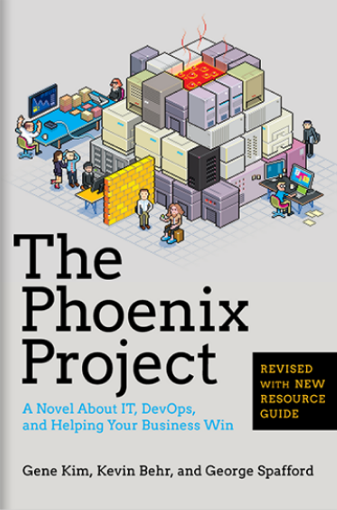 The
Phoenix
Project
A Novel About IT, DevOps,
and Helping Your Business Win
REVISED
WITH NEW
RESOURCE
GUIDE
Gene Kim, Kevin Behr, and George Spafford